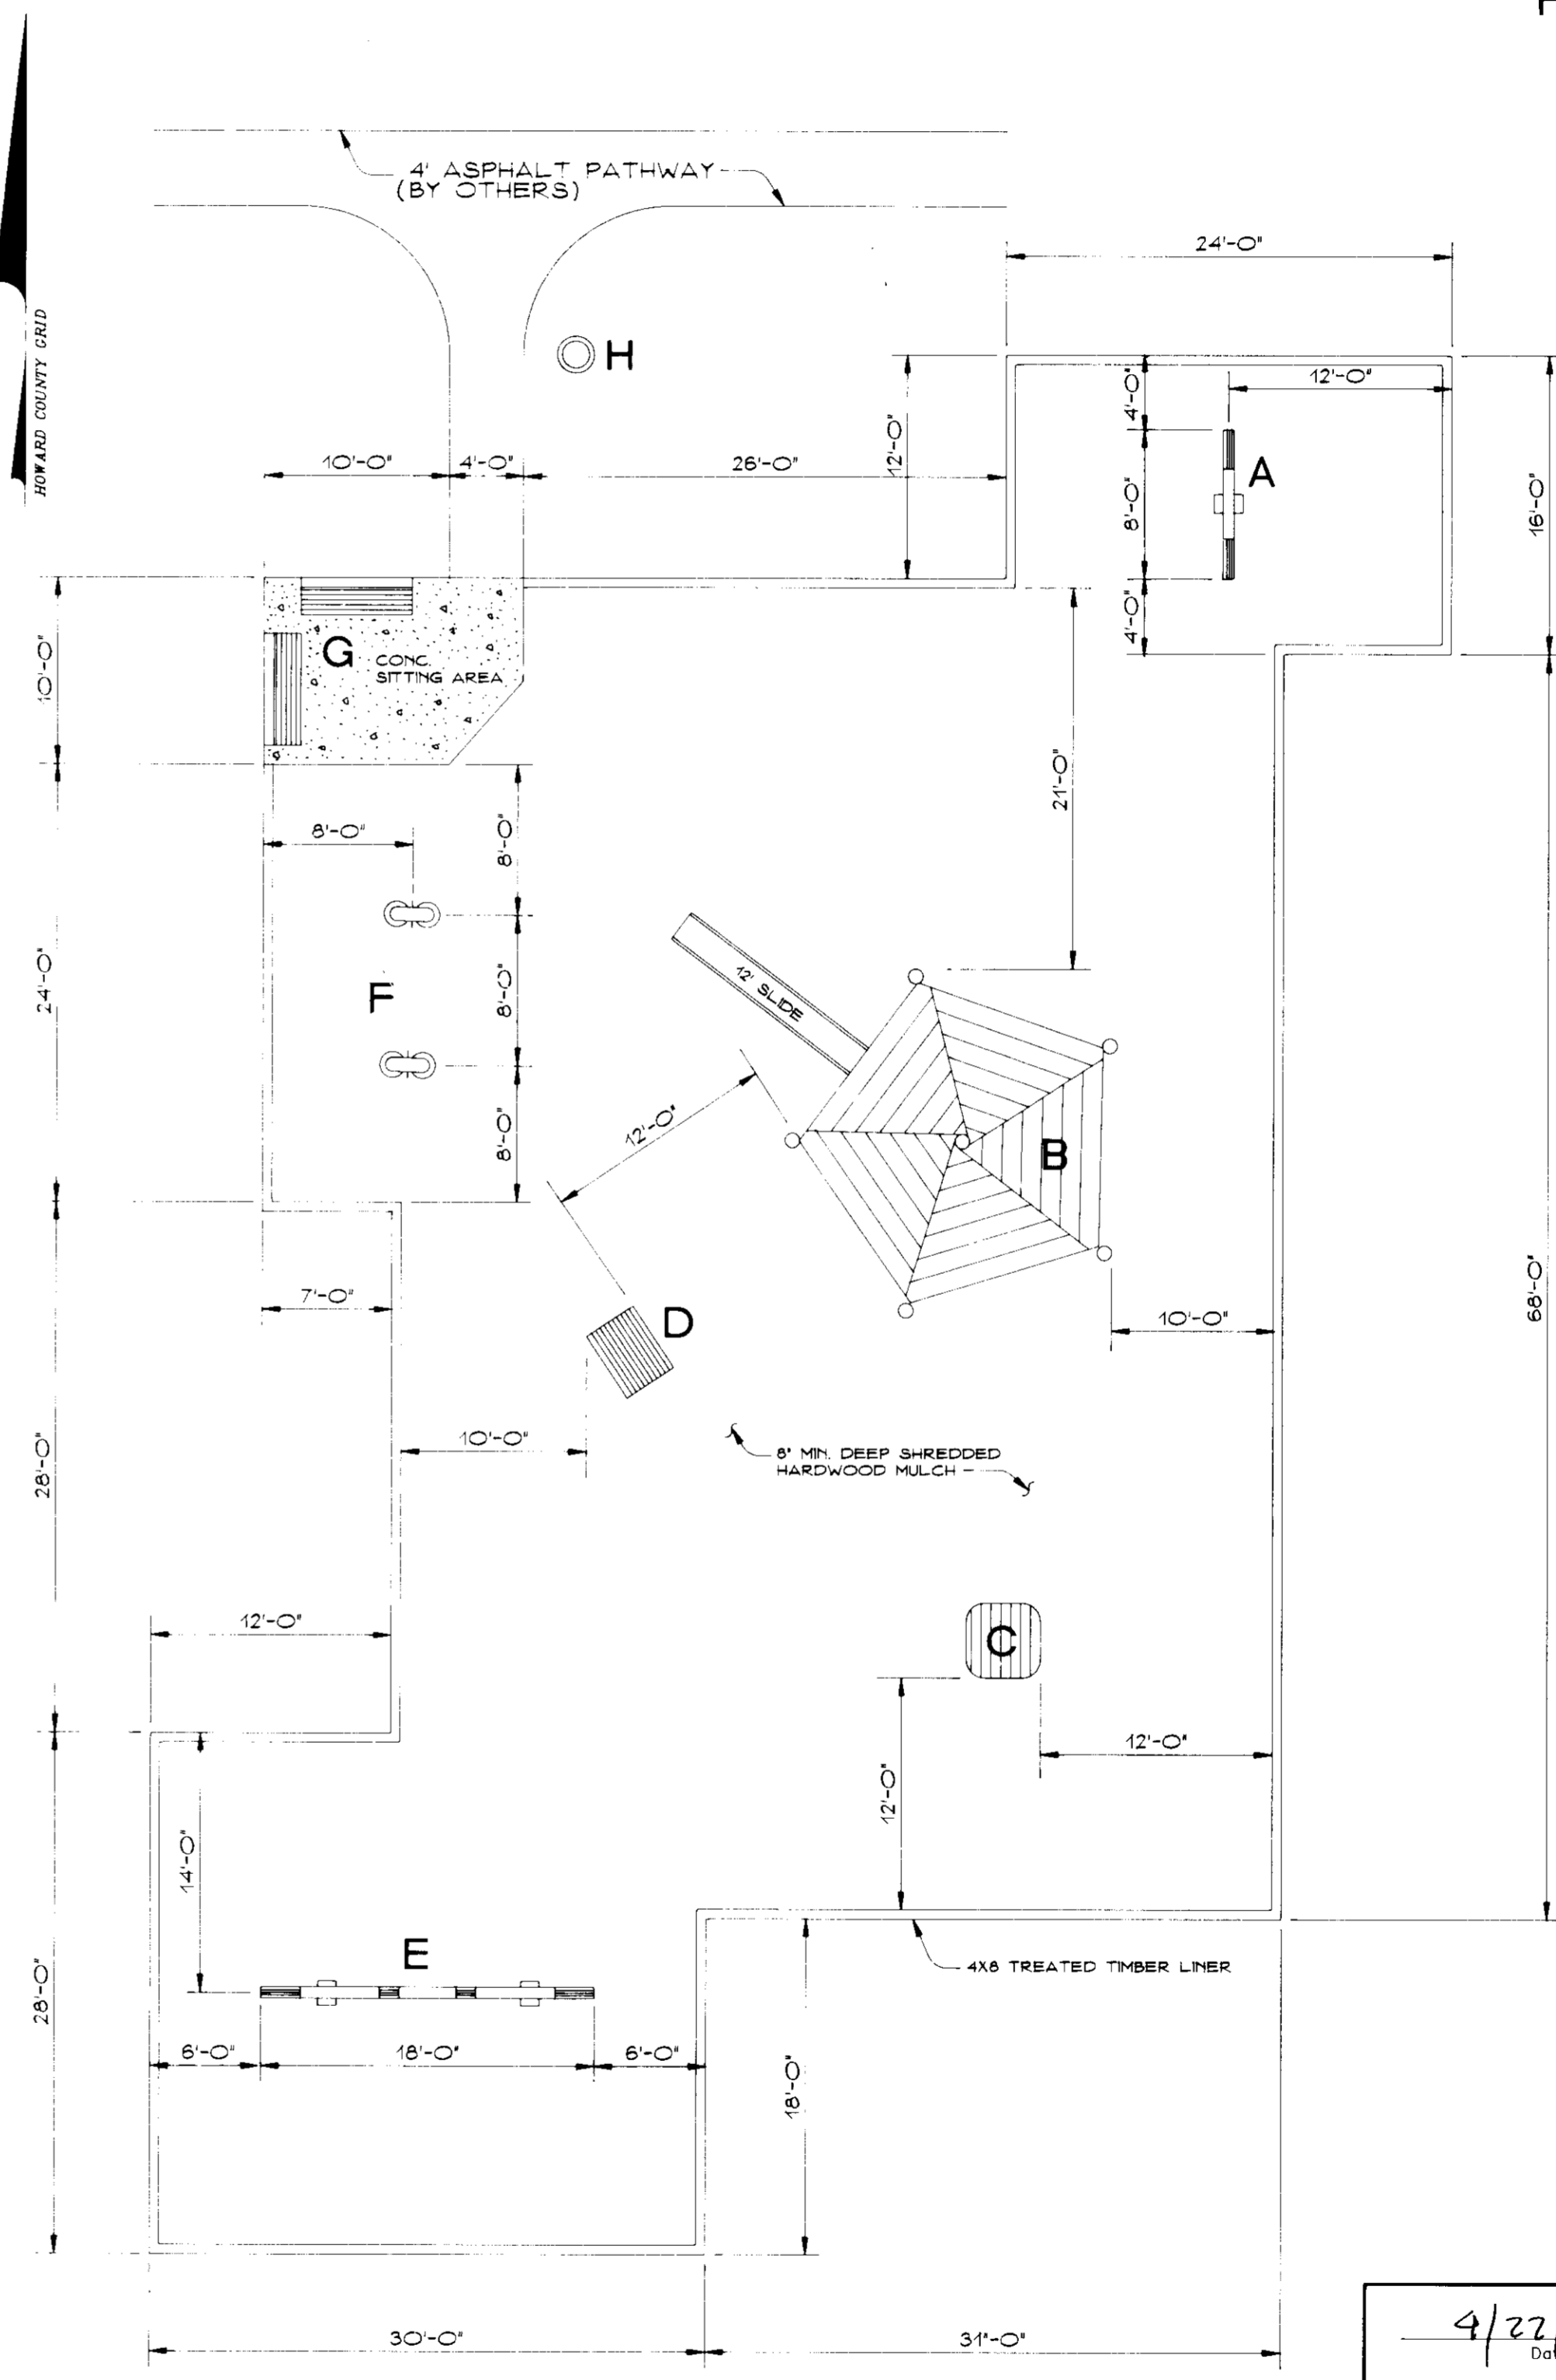 4' ASPHALT PATHWAY
(BY OTHERS)
24'-0"
HOWARD COUNTY GRID
H
12'-0"
4'-0"
12'-0"
A
8'-0"
16'-0"
10'-0"
4'-0"
26'-0"
4'-0"
10'-0"
G
CONC.
SITTING AREA
21'-0"
8'-0"
8'-0"
24'-0"
F
8'-0"
12' SLIDE
8'-0"
12'-0"
B
68'-0"
7'-0"
D
10'-0"
28'-0"
10'-0"
8" MIN. DEEP SHREDDED
HARDWOOD MULCH
12'-0"
C
12'-0"
12'-0"
14'-0"
E
4X8 TREATED TIMBER LINER
28'-0"
6'-0"
18'-0"
6'-0"
18'-0"
30'-0"
31'-0"
4/22/
Dat